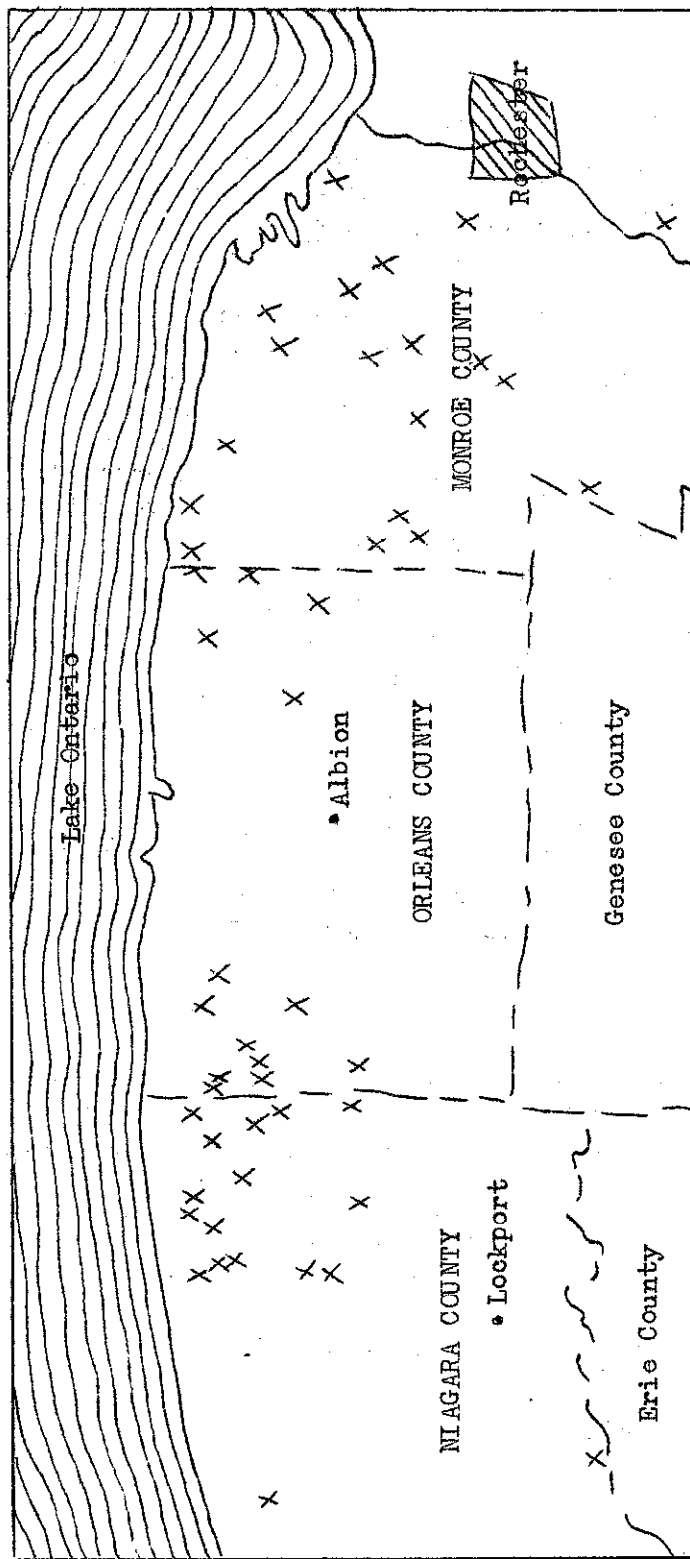 Lake Ontario
Rochester
MONROE COUNTY
Albion
ORLEANS COUNTY
Genesee County
NIAGARA COUNTY
Lockport
Erie County